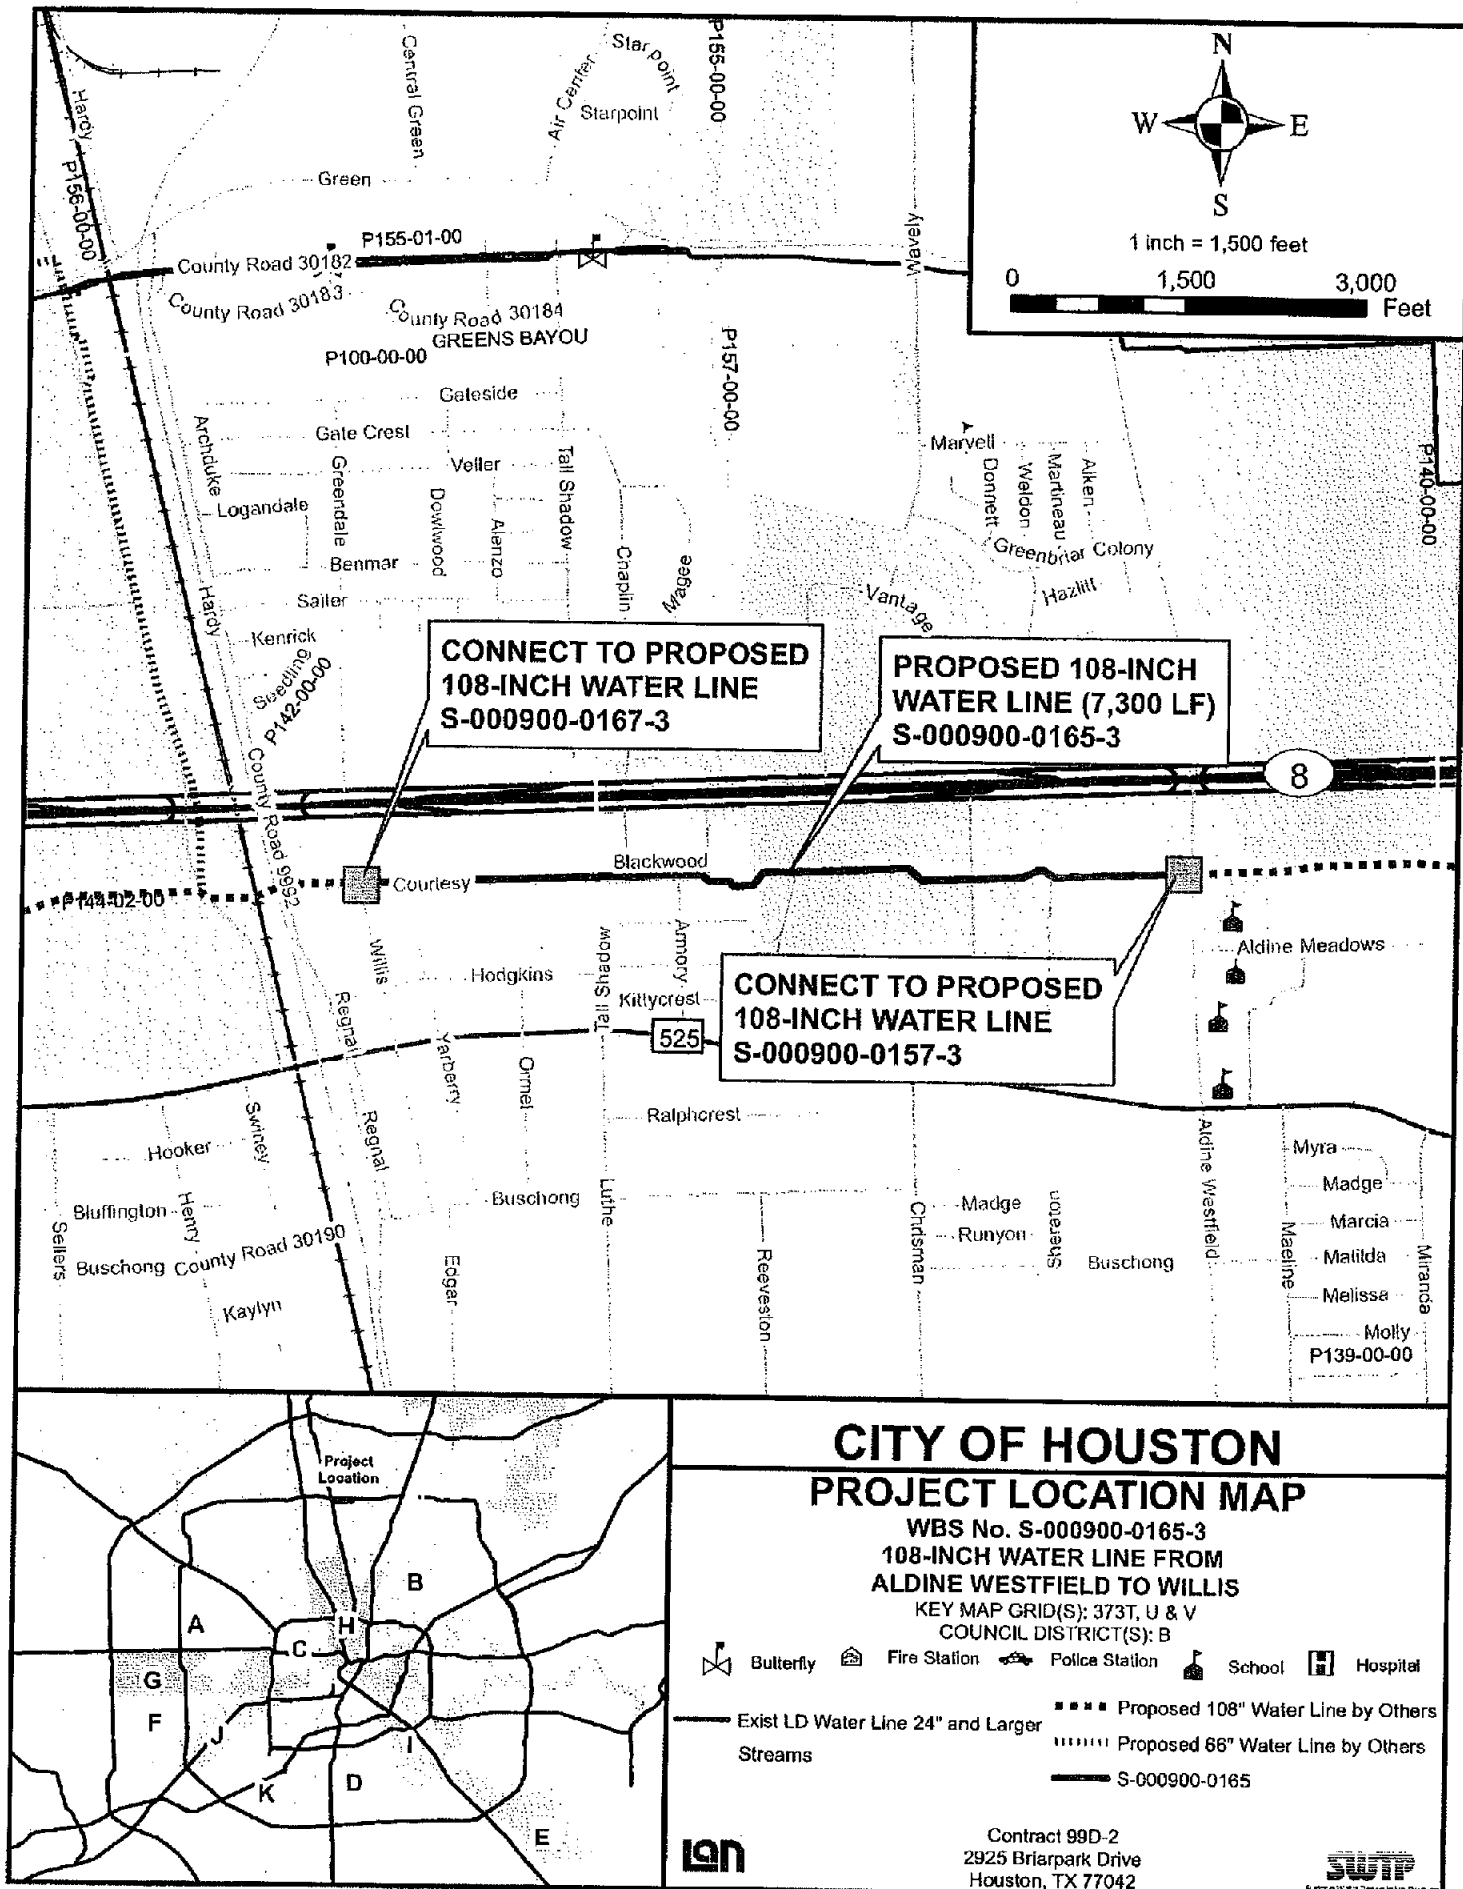 Star point
Starpoint
Air Center
Central Green
P155-00-00
Hardy
P156-00-00
Green
P155-01-00
County Road 30182
County Road 30183
County Road 30184
GREENS BAYOU
P100-00-00
Wavely
P157-00-00
N
W
E
S
1 inch = 1,500 feet
0
1,500
3,000
Feet
Gateside
Gate Crest
Archduke
Greendale
Veller
Tall Shadow
Logandale
Dowlwood
Alenzo
Benmar
Chaplin
Magee
Sailer
Hardy
Kenrick
Seedling
P142-00-00
Marvell
Donnett
Weldon
Martineau
Aiken
P140-00-00
Greenbriar Colony
Hazlitt
Vantage
CONNECT TO PROPOSED
108-INCH WATER LINE
S-000900-0167-3
PROPOSED 108-INCH
WATER LINE (7,300 LF)
S-000900-0165-3
8
County Road 9992
Blackwood
Courtesy
P144-02-00
Willis
Armory
Tall Shadow
Aldine Meadows
Hodgkins
Kittycrest
525
CONNECT TO PROPOSED
108-INCH WATER LINE
S-000900-0157-3
Regnal
Yarberry
Ormel
Ralphcrest
Swiney
Regnal
Hooker
Aldine Westfield
Myra
Bluffington
Henry
Buschong
Luthe
Madge
Sheraton
Madge
Marcia
Sellers
County Road 30190
Chrisman
Runyon
Buschong
Edgar
Reeveston
Buschong
Maeline
Matilda
Miranda
Kaylyn
Melissa
Molly
P139-00-00
Project
Location
A
B
H
C
G
F
J
I
K
D
E
CITY OF HOUSTON
PROJECT LOCATION MAP
WBS No. S-000900-0165-3
108-INCH WATER LINE FROM
ALDINE WESTFIELD TO WILLIS
KEY MAP GRID(S): 373T, U & V
COUNCIL DISTRICT(S): B
Butterfly Fire Station Police Station School H Hospital
Exist LD Water Line 24" and Larger
Streams
Proposed 108" Water Line by Others
Proposed 66" Water Line by Others
S-000900-0165
lan
Contract 99D-2
2925 Briarpark Drive
Houston, TX 77042
SWTP